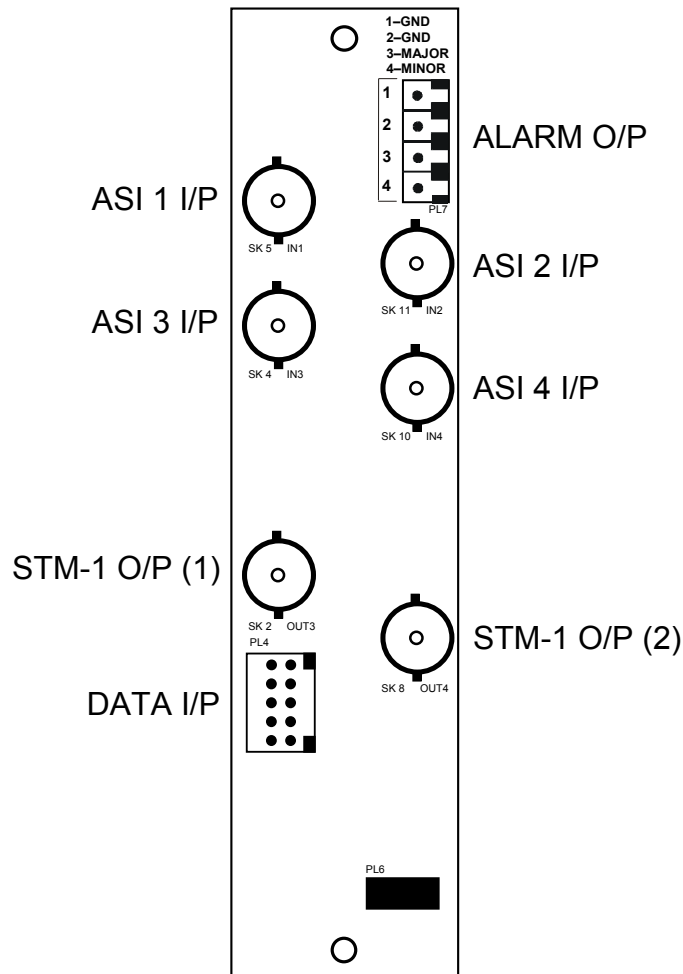 1–GND
2–GND
3–MAJOR
4–MINOR
1
2
3
4
ALARM O/P
PL7
ASI 1 I/P
SK 5 IN1
ASI 2 I/P
SK 11 IN2
ASI 3 I/P
SK 4 IN3
ASI 4 I/P
SK 10 IN4
STM-1 O/P (1)
SK 2 OUT3
STM-1 O/P (2)
SK 8 OUT4
PL4
DATA I/P
PL6